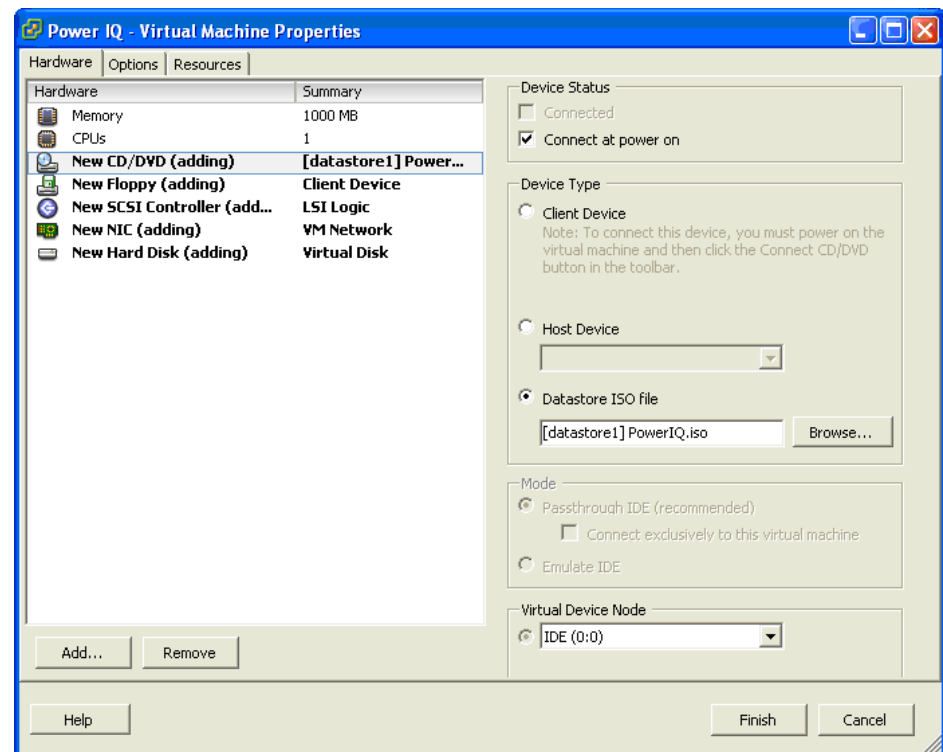 Power IQ - Virtual Machine Properties
Hardware Options Resources
Hardware Summary
Memory 1000 MB
CPUs 1
New CD/DVD (adding) [datastore1] Power...
New Floppy (adding) Client Device
New SCSI Controller (add... LSI Logic
New NIC (adding) VM Network
New Hard Disk (adding) Virtual Disk
Add... Remove
Device Status
Connected
Connect at power on
Device Type
Client Device
Note: To connect this device, you must power on the
virtual machine and then click the Connect CD/DVD
button in the toolbar.
Host Device
Datastore ISO file
[datastore1] PowerIQ.iso Browse...
Mode
Passthrough IDE (recommended)
Connect exclusively to this virtual machine
Emulate IDE
Virtual Device Node
IDE (0:0)
Help Finish Cancel